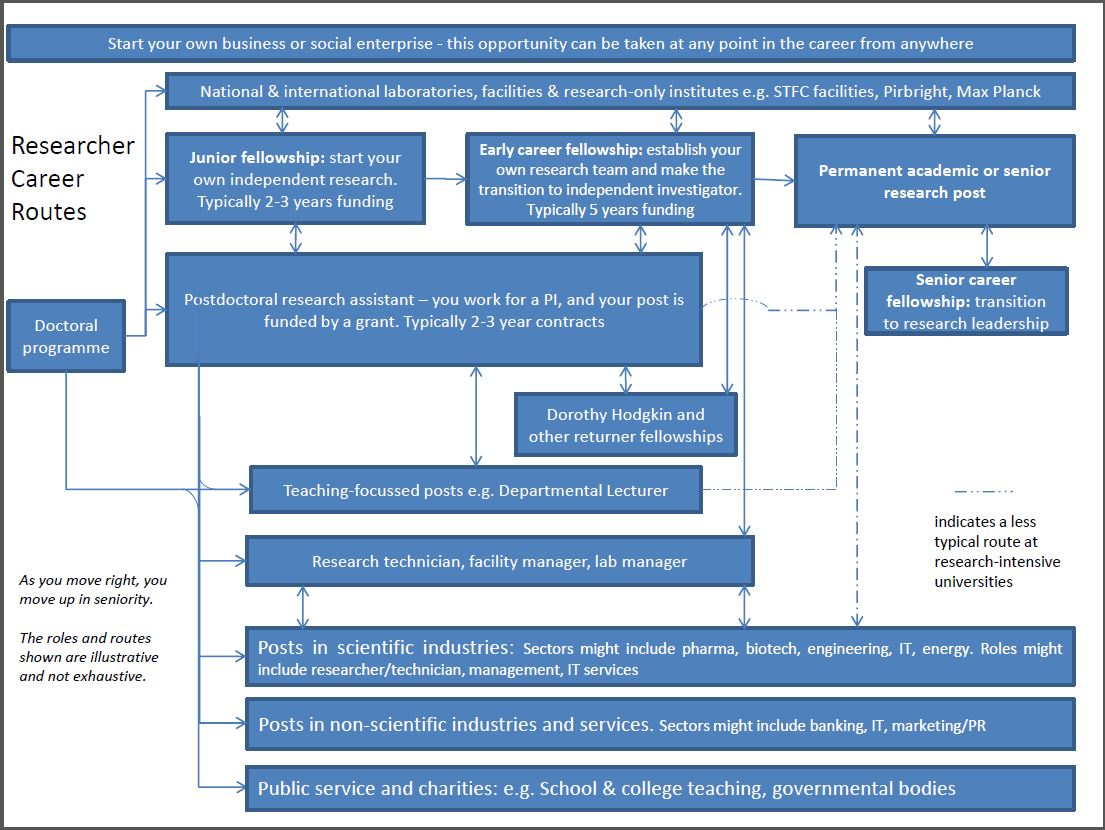 Start your own business or social enterprise - this opportunity can be taken at any point in the career from anywhere
National & international laboratories, facilities & research-only institutes e.g. STFC facilities, Pirbright, Max Planck
Researcher
Career
Routes
Junior fellowship: start your
own independent research.
Typically 2-3 years funding
Early career fellowship: establish your
own research team and make the
transition to independent investigator.
Typically 5 years funding
Permanent academic or senior
research post
Postdoctoral research assistant – you work for a PI, and your post is
funded by a grant. Typically 2-3 year contracts
Senior career
fellowship: transition
to research leadership
Doctoral
programme
Dorothy Hodgkin and
other returner fellowships
Teaching-focussed posts e.g. Departmental Lecturer
indicates a less
typical route at
research-intensive
universities
Research technician, facility manager, lab manager
As you move right, you
move up in seniority.
The roles and routes
shown are illustrative
and not exhaustive.
Posts in scientific industries: Sectors might include pharma, biotech, engineering, IT, energy. Roles might
include researcher/technician, management, IT services
Posts in non-scientific industries and services. Sectors might include banking, IT, marketing/PR
Public service and charities: e.g. School & college teaching, governmental bodies